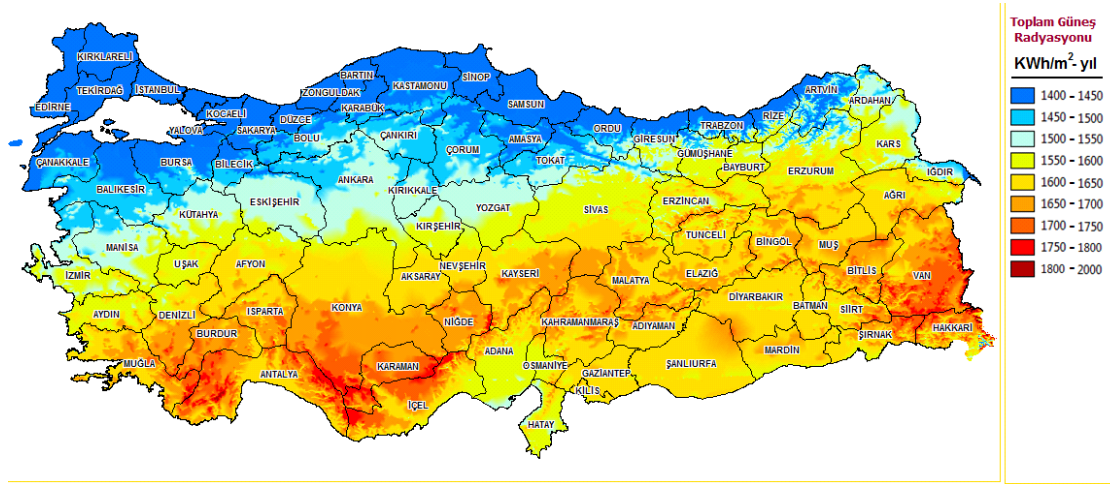 Toplam Güneş
Radyasyonu
KWh/m²- yıl
1400 - 1450
1450 - 1500
1500 - 1550
1550 - 1600
1600 - 1650
1650 - 1700
1700 - 1750
1750 - 1800
1800 - 2000
KIRKLARELİ
TEKİRDAĞ
İSTANBUL
EDİRNE
KOCAELİ
YALOVA
SAKARYA
DÜZCE
BOLU
ZONGULDAK
BARTIN
KARABÜK
KASTAMONU
SİNOP
SAMSUN
ÇANKIRI
AMASYA
ÇORUM
TOKAT
ORDU
GİRESUN
TRABZON
RİZE
ARTVİN
ARDAHAN
KARS
GÜMÜŞHANE
BAYBURT
ERZURUM
IĞDIR
ÇANAKKALE
BURSA
BİLECİK
BALIKESİR
ANKARA
KIRIKKALE
ESKİŞEHİR
KÜTAHYA
YOZGAT
SİVAS
ERZİNCAN
AĞRI
KIRŞEHİR
TUNCELİ
BİNGÖL
MUŞ
MANİSA
UŞAK
AFYON
İZMİR
AKSARAY
NEVŞEHİR
KAYSERİ
MALATYA
ELAZIĞ
BİTLİS
VAN
DİYARBAKIR
BATMAN
SİİRT
AYDIN
DENİZLİ
ISPARTA
KONYA
BURDUR
NİĞDE
KAHRAMANMARAŞ
ADIYAMAN
ŞIRNAK
HAKKARİ
MARDİN
MUĞLA
ANTALYA
KARAMAN
ADANA
OSMANİYE
GAZİANTEP
ŞANLIURFA
KİLİS
İÇEL
HATAY